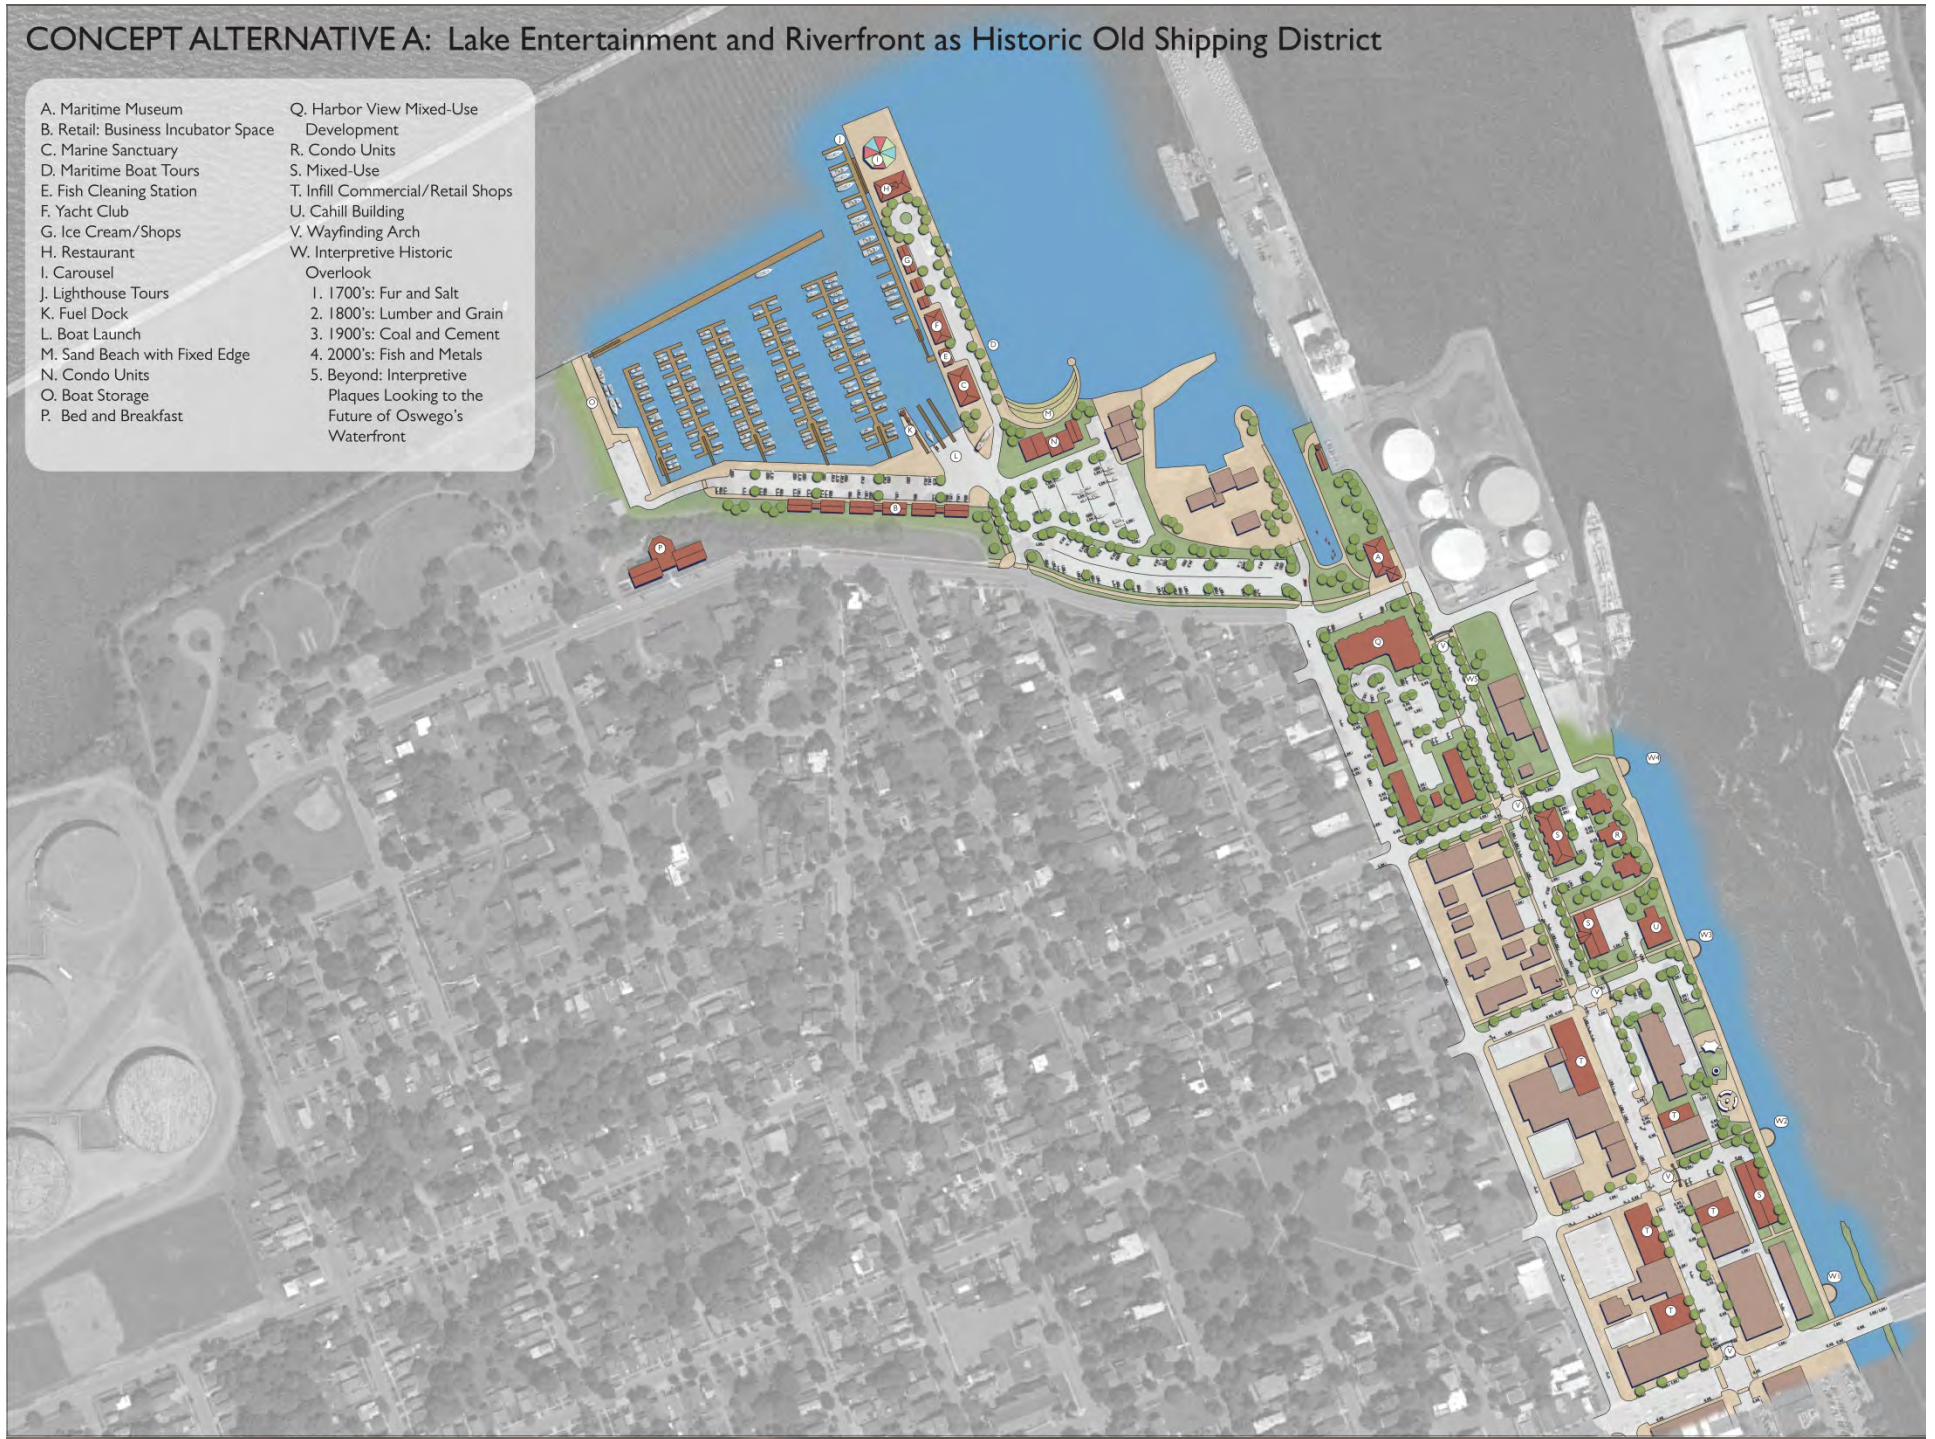 CONCEPT ALTERNATIVE A: Lake Entertainment and Riverfront as Historic Old Shipping District
A. Maritime Museum
B. Retail: Business Incubator Space
C. Marine Sanctuary
D. Maritime Boat Tours
E. Fish Cleaning Station
F. Yacht Club
G. Ice Cream/Shops
H. Restaurant
I. Carousel
J. Lighthouse Tours
K. Fuel Dock
L. Boat Launch
M. Sand Beach with Fixed Edge
N. Condo Units
O. Boat Storage
P. Bed and Breakfast
Q. Harbor View Mixed-Use
Development
R. Condo Units
S. Mixed-Use
T. Infill Commercial/Retail Shops
U. Cahill Building
V. Wayfinding Arch
W. Interpretive Historic
Overlook
1. 1700's: Fur and Salt
2. 1800's: Lumber and Grain
3. 1900's: Coal and Cement
4. 2000's: Fish and Metals
5. Beyond: Interpretive
Plaques Looking to the
Future of Oswego's
Waterfront
J
I
H
G
F
E
D
C
O
M
K
N
L
B
P
A
Q
V
W5
W4
V
S
R
S
U
W3
V
T
T
W2
V
S
T
T
W1
T
V